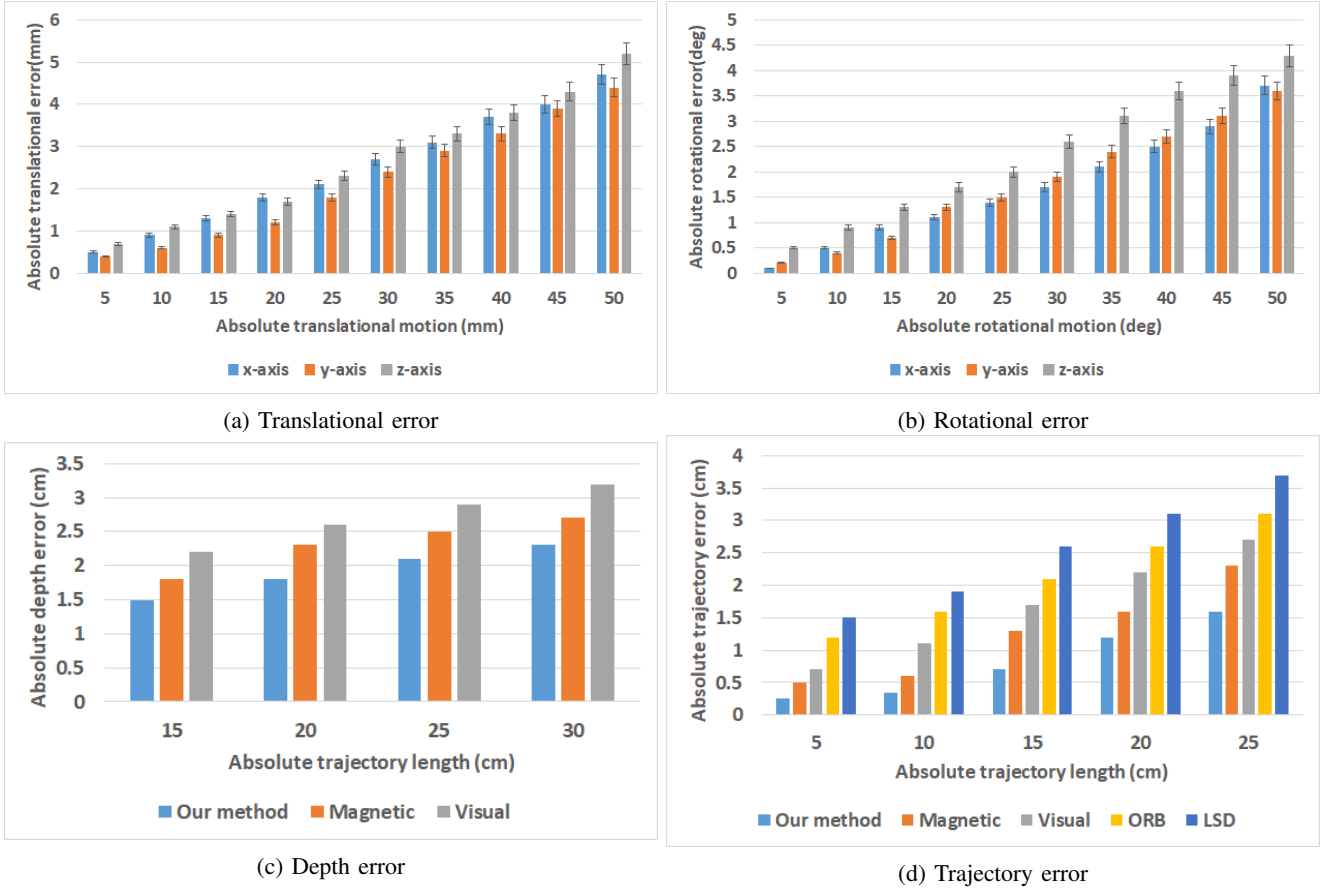 6
5
4
3
2
1
0
Absolute translational error(mm)
5 10 15 20 25 30 35 40 45 50
Absolute translational motion (mm)
x-axis y-axis z-axis
(a) Translational error
5
4.5
4
3.5
3
2.5
2
1.5
1
0.5
0
Absolute rotational error(deg)
5 10 15 20 25 30 35 40 45 50
Absolute rotational motion (deg)
x-axis y-axis z-axis
(b) Rotational error
3.5
3
2.5
2
1.5
1
0.5
0
Absolute depth error (cm)
15 20 25 30
Absolute trajectory length (cm)
Our method Magnetic Visual
(c) Depth error
4
3.5
3
2.5
2
1.5
1
0.5
0
Absolute trajectory error (cm)
5 10 15 20 25
Absolute trajectory length (cm)
Our method Magnetic Visual ORB LSD
(d) Trajectory error